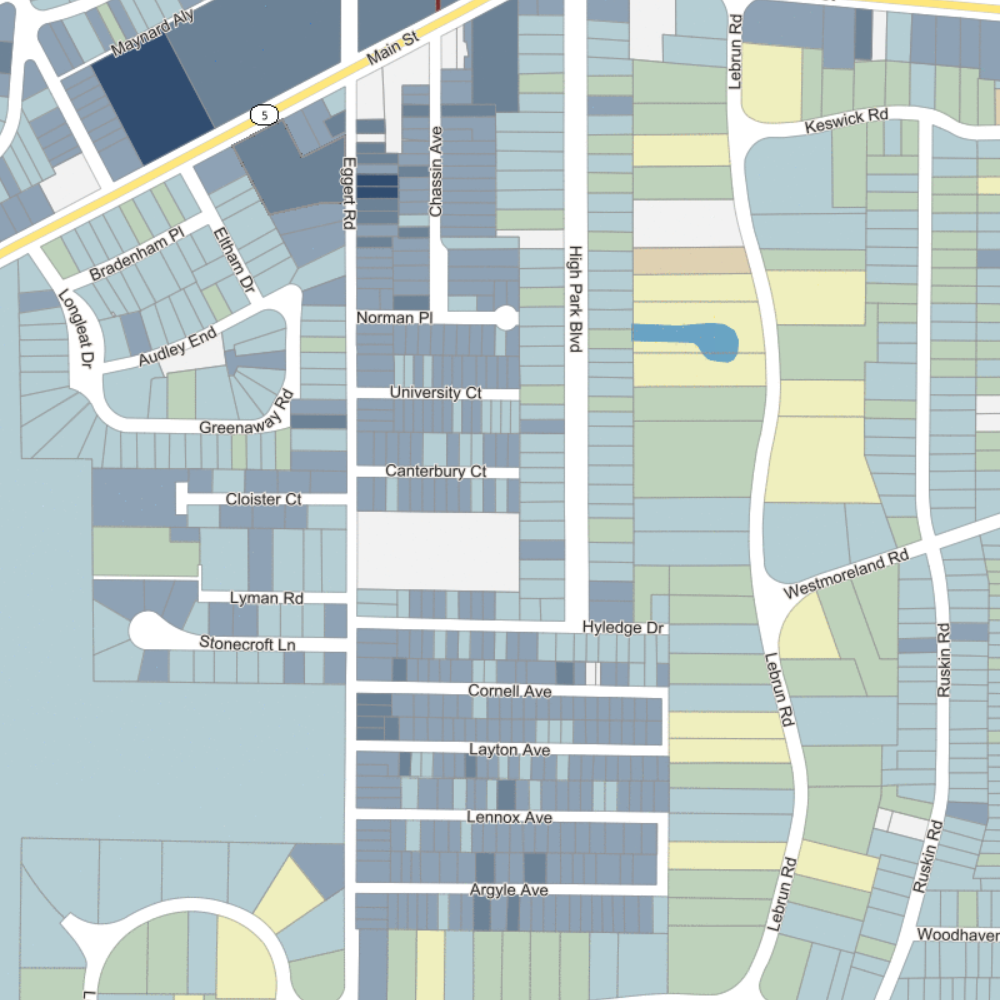 Maynard Aly
Main St
5
Lebrun Rd
Keswick Rd
Chassin Ave
Eggert Rd
Bradenham Pl
Eltham Dr
High Park Blvd
Longleat Dr
Norman Pl
Audley End
University Ct
Greenaway Rd
Canterbury Ct
Cloister Ct
Westmoreland Rd
Lyman Rd
Hyledge Dr
Stonecroft Ln
Ruskin Rd
Lebrun Rd
Cornell Ave
Layton Ave
Lennox Ave
Ruskin Rd
Lebrun Rd
Argyle Ave
Woodhaven
L